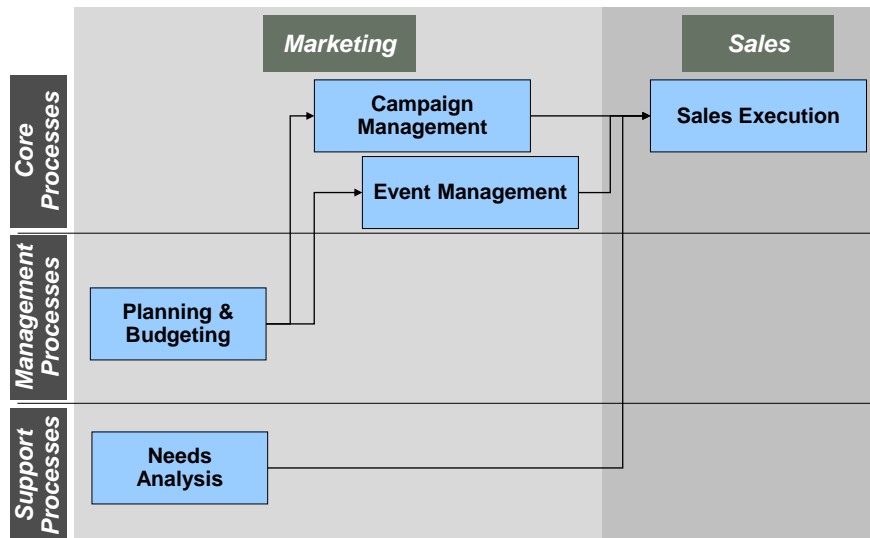 Marketing
Sales
Core
Processes
Campaign
Management
Sales Execution
Event Management
Management
Processes
Planning &
Budgeting
Support
Processes
Needs
Analysis